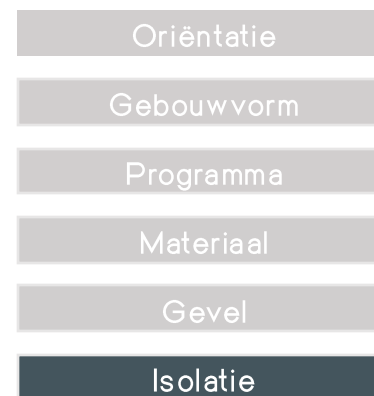 Oriëntatie
Gebouwvorm
Programma
Materiaal
Gevel
Isolatie